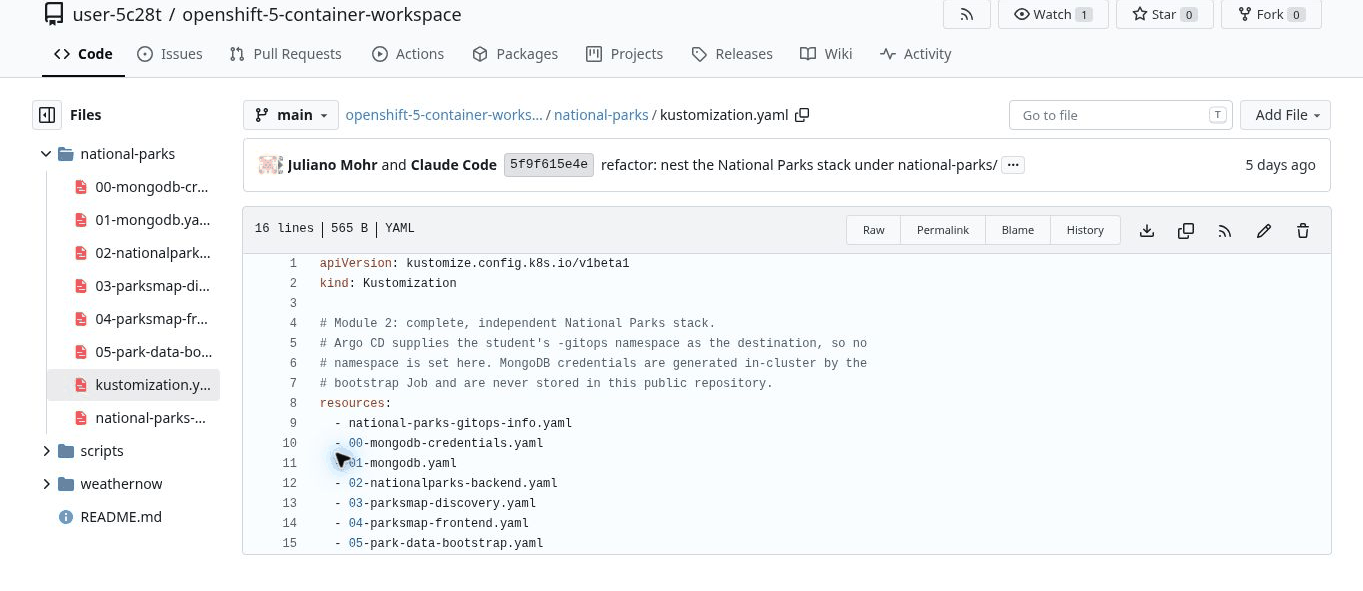 user-5c28t / openshift-5-container-workspace
Watch 1
Star 0
Fork 0
Code
Issues
Pull Requests
Actions
Packages
Projects
Releases
Wiki
Activity
Files
main
openshift-5-container-works... / national-parks / kustomization.yaml
Go to file T
Add File
national-parks
00-mongodb-cr...
01-mongodb.ya...
02-nationalpark...
03-parksmap-di...
04-parksmap-fr...
05-park-data-bo...
kustomization.y...
national-parks-...
scripts
weathernow
README.md
Juliano Mohr and Claude Code 5f9f615e4e refactor: nest the National Parks stack under national-parks/ ... 5 days ago
16 lines | 565 B | YAML
Raw
Permalink
Blame
History
1 apiVersion: kustomize.config.k8s.io/v1beta1
2 kind: Kustomization
3
4 # Module 2: complete, independent National Parks stack.
5 # Argo CD supplies the student's -gitops namespace as the destination, so no
6 # namespace is set here. MongoDB credentials are generated in-cluster by the
7 # bootstrap Job and are never stored in this public repository.
8 resources:
9 - national-parks-gitops-info.yaml
10 - 00-mongodb-credentials.yaml
11 - 01-mongodb.yaml
12 - 02-nationalparks-backend.yaml
13 - 03-parksmap-discovery.yaml
14 - 04-parksmap-frontend.yaml
15 - 05-park-data-bootstrap.yaml